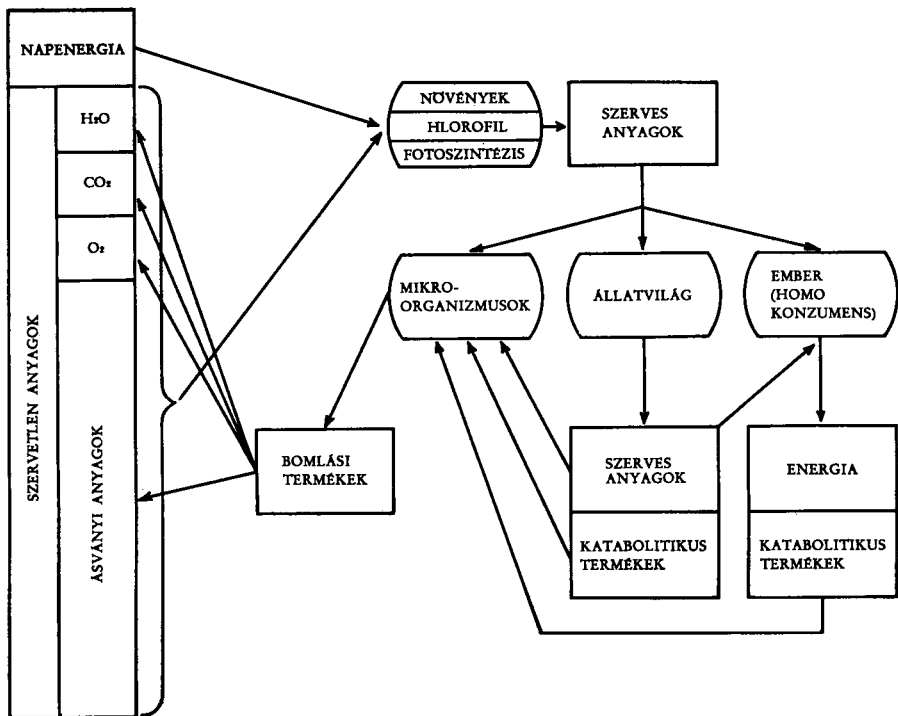 NAPENERGIA
SZERVETLEN ANYAGOK
H₂O
CO₂
O₂
ÁSVÁNYI ANYAGOK
NÖVÉNYEK
HLOROFIL
FOTOSZINTÉZIS
SZERVES
ANYAGOK
MIKRO-
ORGANIZMUSOK
ÁLLATVILÁG
EMBER
(HOMO
KONZUMENS)
BOMLÁSI
TERMÉKEK
SZERVES
ANYAGOK
KATABOLITIKUS
TERMÉKEK
ENERGIA
KATABOLITIKUS
TERMÉKEK